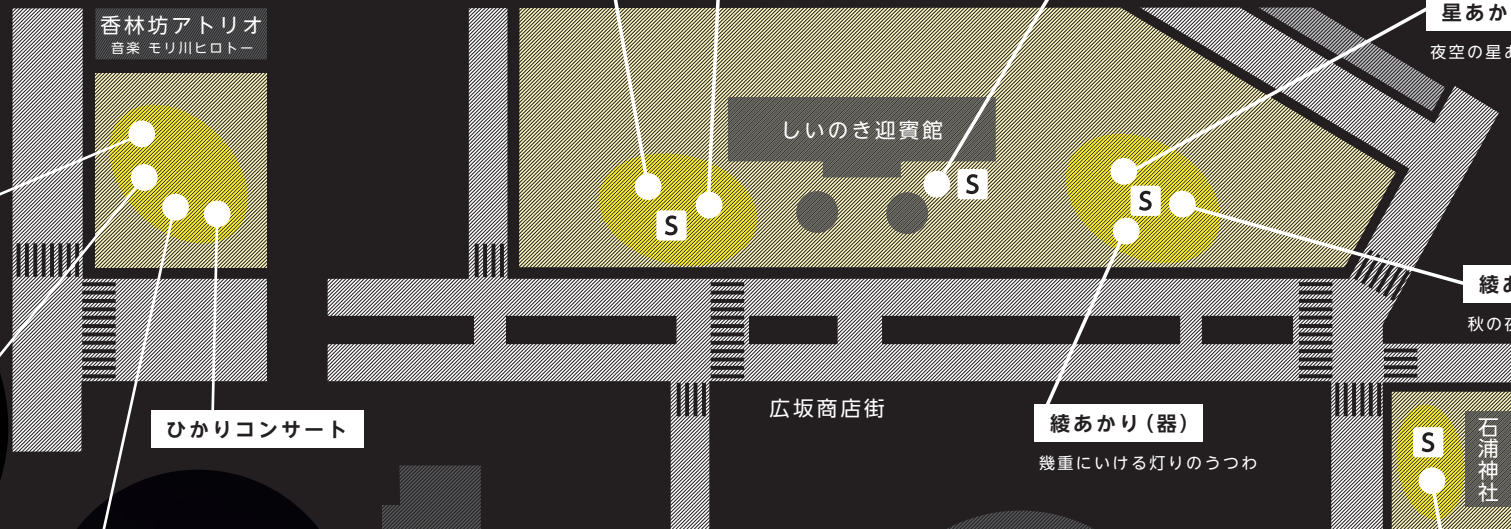 香林坊アトリオ
音楽 モリ川ヒロトー
しいのき迎賓館
星あか
夜空の星あ
S
S
S
綾あ
秋の夜
ひかりコンサート
広坂商店街
綾あかり（器）
幾重にいける灯りのうつわ
S
石浦神社